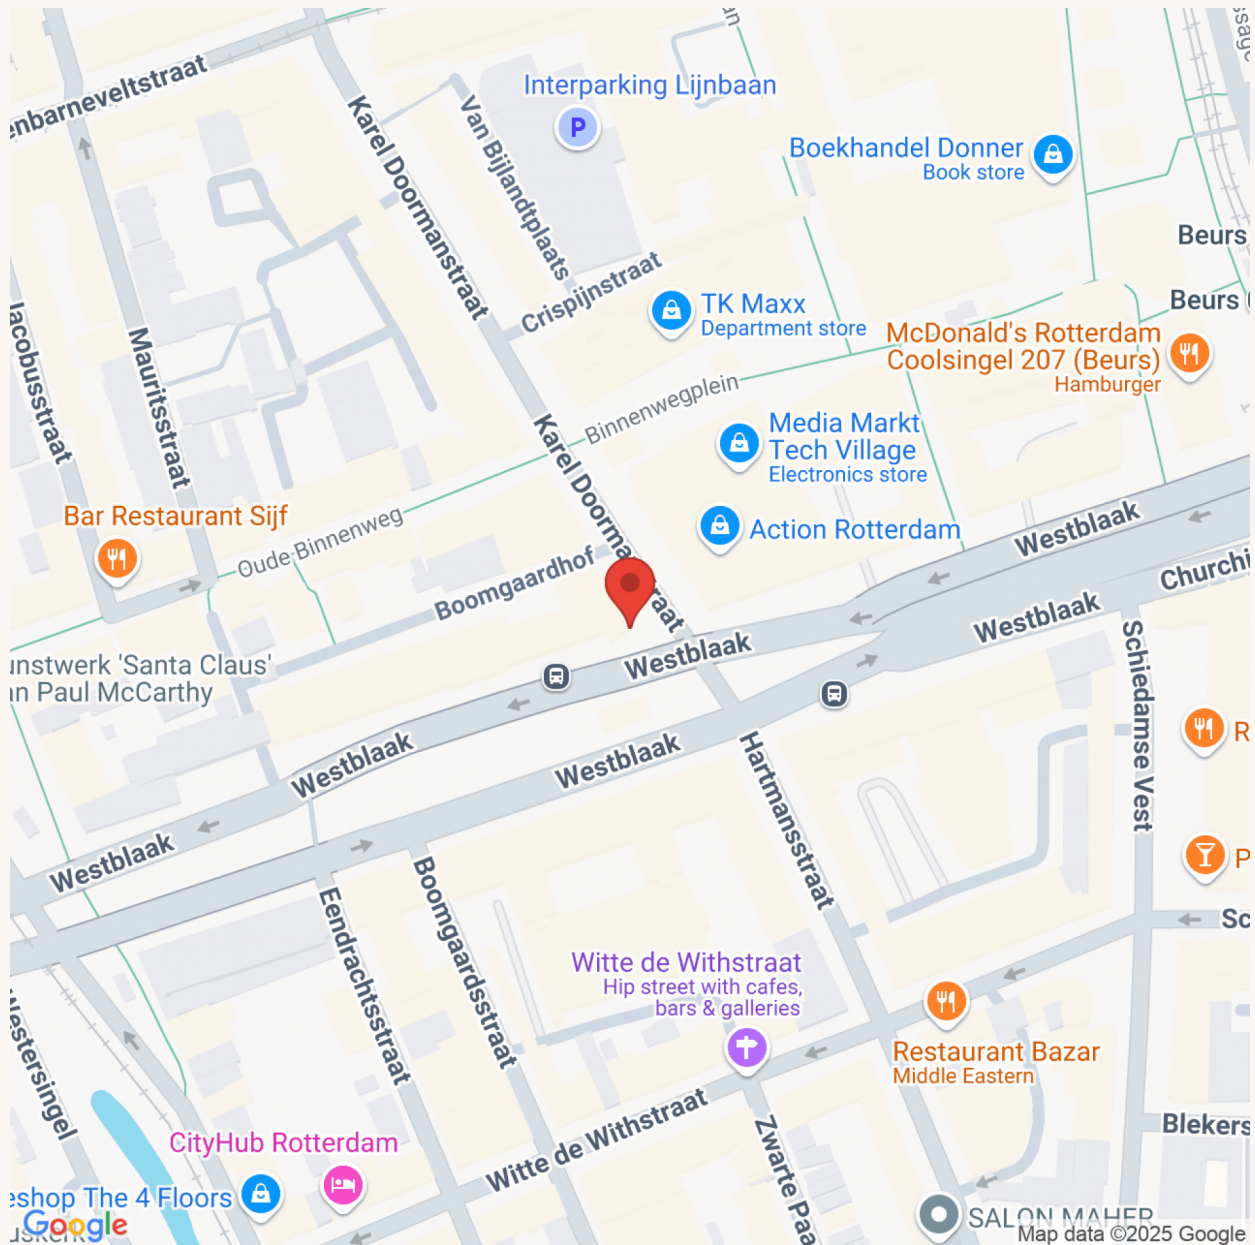 enbarneveltstraat
Karel Doormanstraat
Van Bijlandtplaats
Interparking Lijnbaan
P
Boekhandel Donner
Book store
Beurs
Beurs
Crispijnstraat
TK Maxx
Department store
McDonald's Rotterdam
Coolsingel 207 (Beurs)
Hamburger
Jacobusstraat
Mauritsstraat
Binnenwegplein
Karel Doorma
raat
Media Markt
Tech Village
Electronics store
Action Rotterdam
Bar Restaurant Sijf
Oude Binnenweg
Boomgaardhof
Westblaak
Churchi
Westblaak
Westblaak
Schiedamse Vest
unstwerk 'Santa Claus'
an Paul McCarthy
Westblaak
Westblaak
Hartmansstraat
R
Westblaak
P
Eendrachtsstraat
Boomgaardsstraat
Sc
Witte de Withstraat
Hip street with cafes,
bars & galleries
Restaurant Bazar
Middle Eastern
Westersingel
Witte de Withstraat
Zwarte Paa
Blekers
CityHub Rotterdam
eshop The 4 Floors
SALON MAHER
Google
Map data ©2025 Google